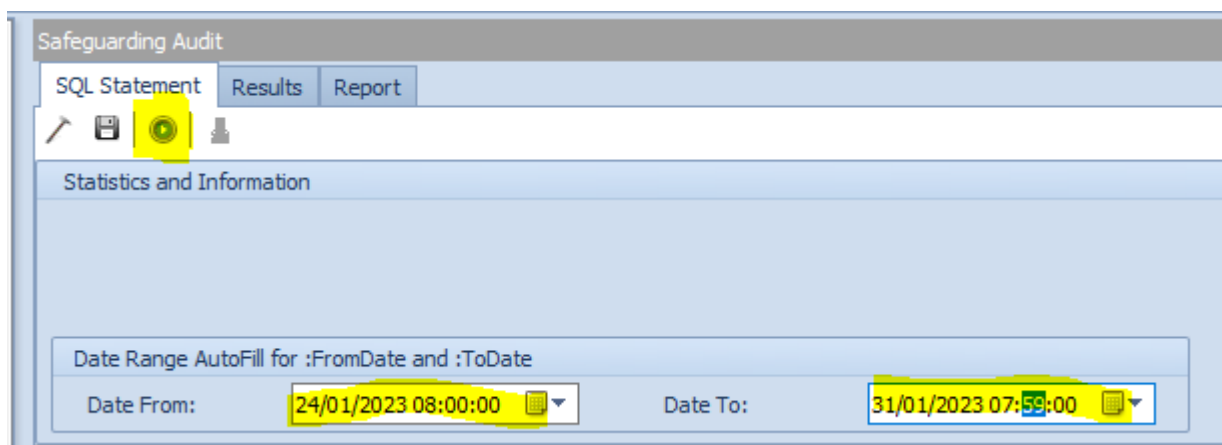 Safeguarding Audit
SQL Statement Results Report
Statistics and Information
Date Range AutoFill for :FromDate and :ToDate
Date From: 24/01/2023 08:00:00 Date To: 31/01/2023 07:59:00